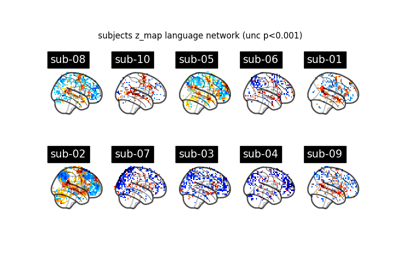 subjects z_map language network (unc p<0.001)
sub-08 sub-10 sub-05 sub-06 sub-01
sub-02 sub-07 sub-03 sub-04 sub-09